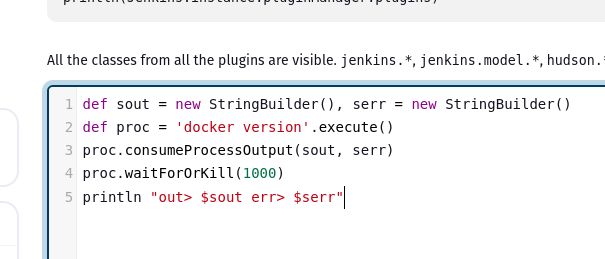 println(Jenkins.instance.pluginManager.plugins)
All the classes from all the plugins are visible. jenkins.*, jenkins.model.*, hudson.*
1 def sout = new StringBuilder(), serr = new StringBuilder()
2 def proc = 'docker version'.execute()
3 proc.consumeProcessOutput(sout, serr)
4 proc.waitForOrKill(1000)
5 println "out> $sout err> $serr"